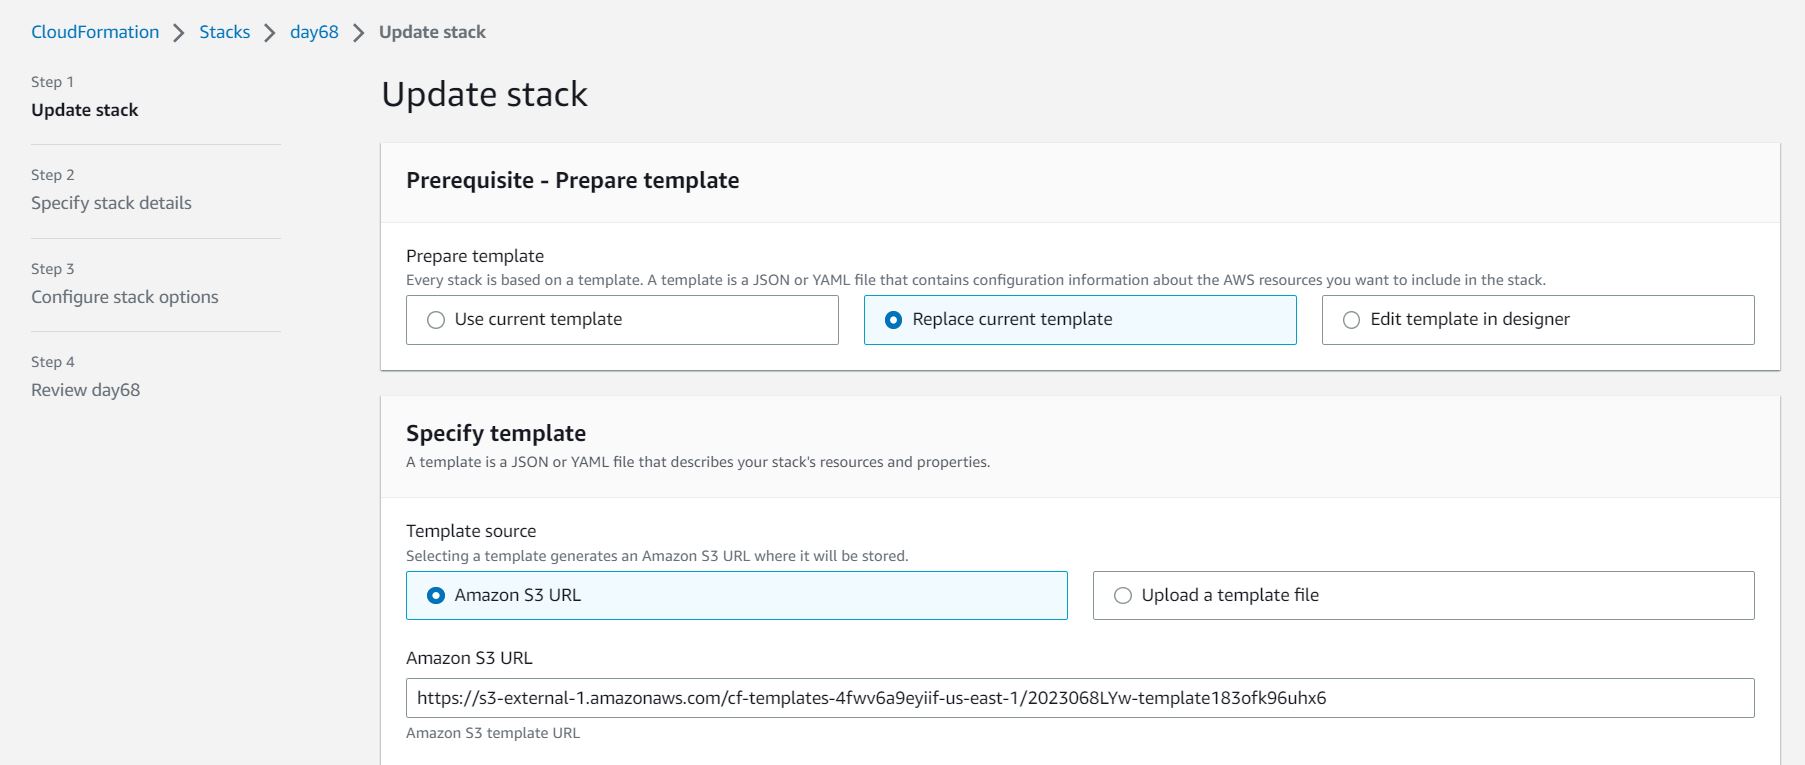 CloudFormation > Stacks > day68 > Update stack
Step 1
Update stack
Step 2
Specify stack details
Step 3
Configure stack options
Step 4
Review day68
Update stack
Prerequisite - Prepare template
Prepare template
Every stack is based on a template. A template is a JSON or YAML file that contains configuration information about the AWS resources you want to include in the stack.
Use current template
Replace current template
Edit template in designer
Specify template
A template is a JSON or YAML file that describes your stack's resources and properties.
Template source
Selecting a template generates an Amazon S3 URL where it will be stored.
Amazon S3 URL
Upload a template file
Amazon S3 URL
https://s3-external-1.amazonaws.com/cf-templates-4fwv6a9eyiif-us-east-1/2023068LYw-template183ofk96uhx6
Amazon S3 template URL